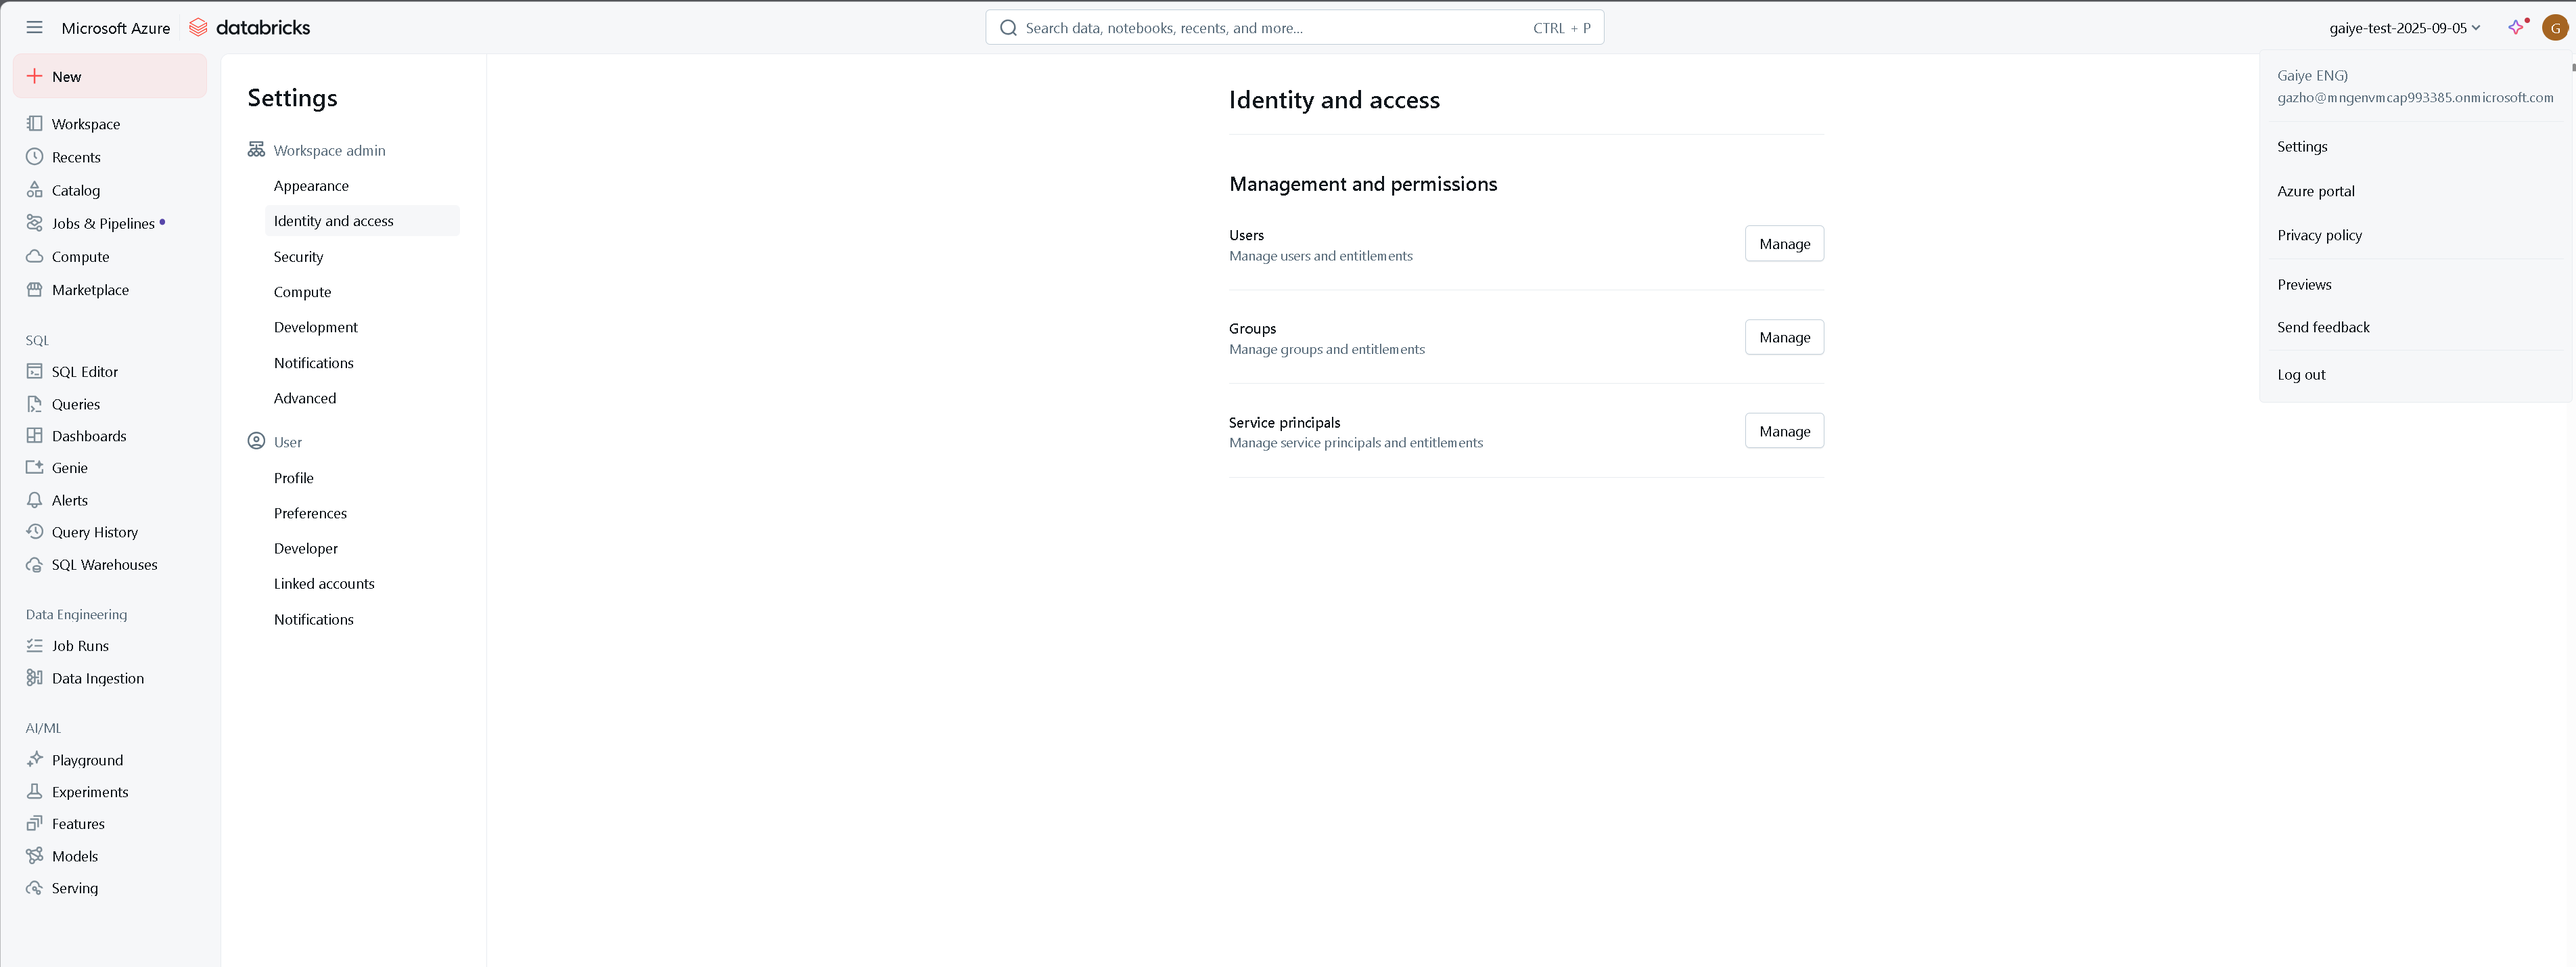 Microsoft Azure databricks
Search data, notebooks, recents, and more... CTRL + P
gaiye-test-2025-09-05
G
New
Workspace
Recents
Catalog
Jobs & Pipelines
Compute
Marketplace
SQL
SQL Editor
Queries
Dashboards
Genie
Alerts
Query History
SQL Warehouses
Data Engineering
Job Runs
Data Ingestion
AI/ML
Playground
Experiments
Features
Models
Serving
Settings
Workspace admin
Appearance
Identity and access
Security
Compute
Development
Notifications
Advanced
User
Profile
Preferences
Developer
Linked accounts
Notifications
Identity and access
Management and permissions
Users
Manage users and entitlements
Manage
Groups
Manage groups and entitlements
Manage
Service principals
Manage service principals and entitlements
Manage
Gaiye ENG)
gazho@mngenvmcap993385.onmicrosoft.com
Settings
Azure portal
Privacy policy
Previews
Send feedback
Log out